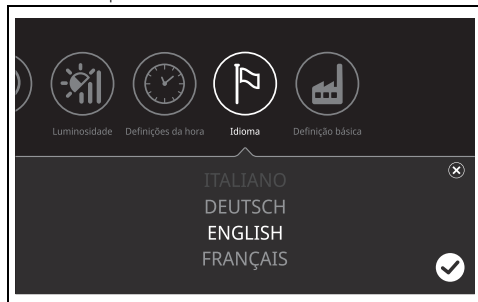 Luminosidade Definições da hora Idioma Definição básica
ITALIANO
DEUTSCH
ENGLISH
FRANÇAIS